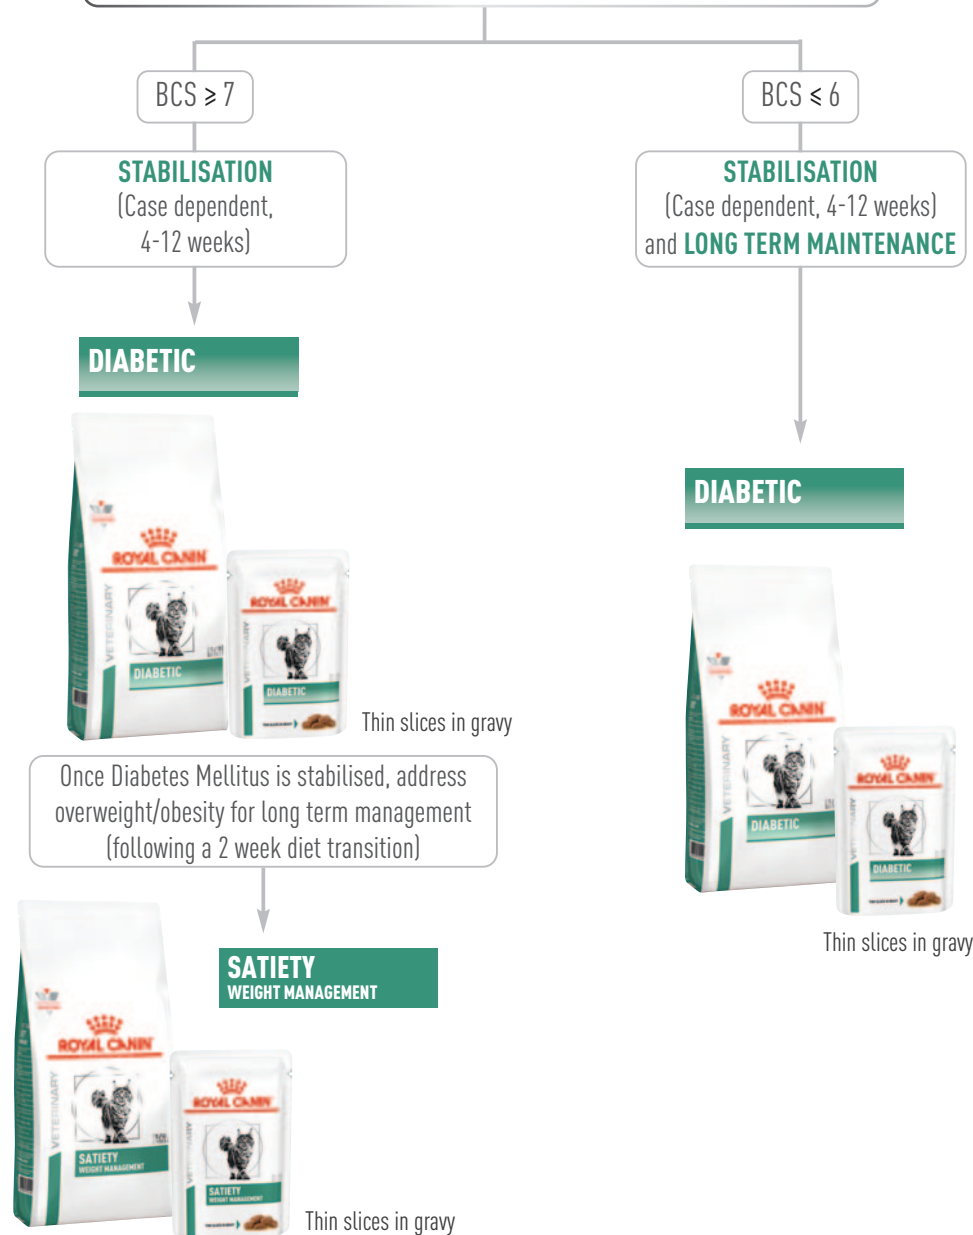 BCS ≥ 7
STABILISATION
(Case dependent,
4-12 weeks)
DIABETIC
ROYAL CANIN
VETERINARY
DIABETIC
ROYAL CANIN
DIABETIC
THIN SLICES IN GRAVY
Thin slices in gravy
Once Diabetes Mellitus is stabilised, address
overweight/obesity for long term management
(following a 2 week diet transition)
SATIETY
WEIGHT MANAGEMENT
ROYAL CANIN
VETERINARY
SATIETY
WEIGHT MANAGEMENT
ROYAL CANIN
SATIETY
WEIGHT MANAGEMENT
Thin slices in gravy
BCS ≤ 6
STABILISATION
(Case dependent, 4-12 weeks)
and LONG TERM MAINTENANCE
DIABETIC
ROYAL CANIN
VETERINARY
DIABETIC
ROYAL CANIN
DIABETIC
Thin slices in gravy